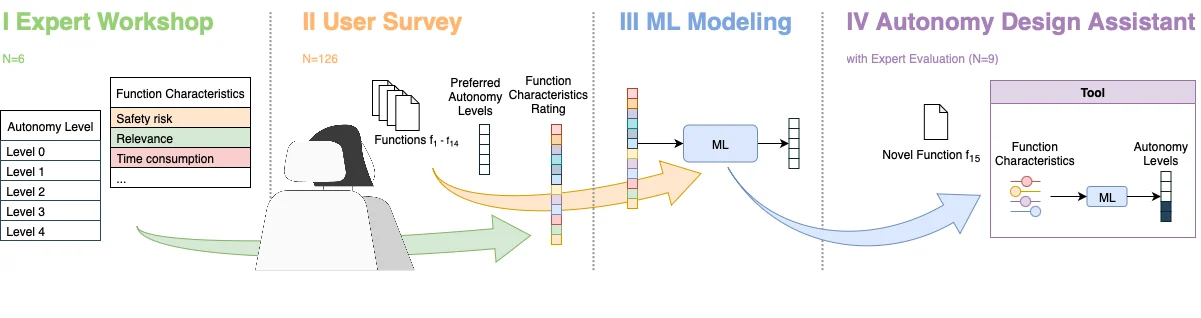 I Expert Workshop
N=6
Autonomy Level
Level 0
Level 1
Level 2
Level 3
Level 4
Function Characteristics
Safety risk
Relevance
Time consumption
...
II User Survey
N=126
Functions f1 - f14
Preferred
Autonomy
Levels
Function
Characteristics
Rating
III ML Modeling
ML
IV Autonomy Design Assistant
with Expert Evaluation (N=9)
Novel Function f15
Tool
Function
Characteristics
ML
Autonomy
Levels